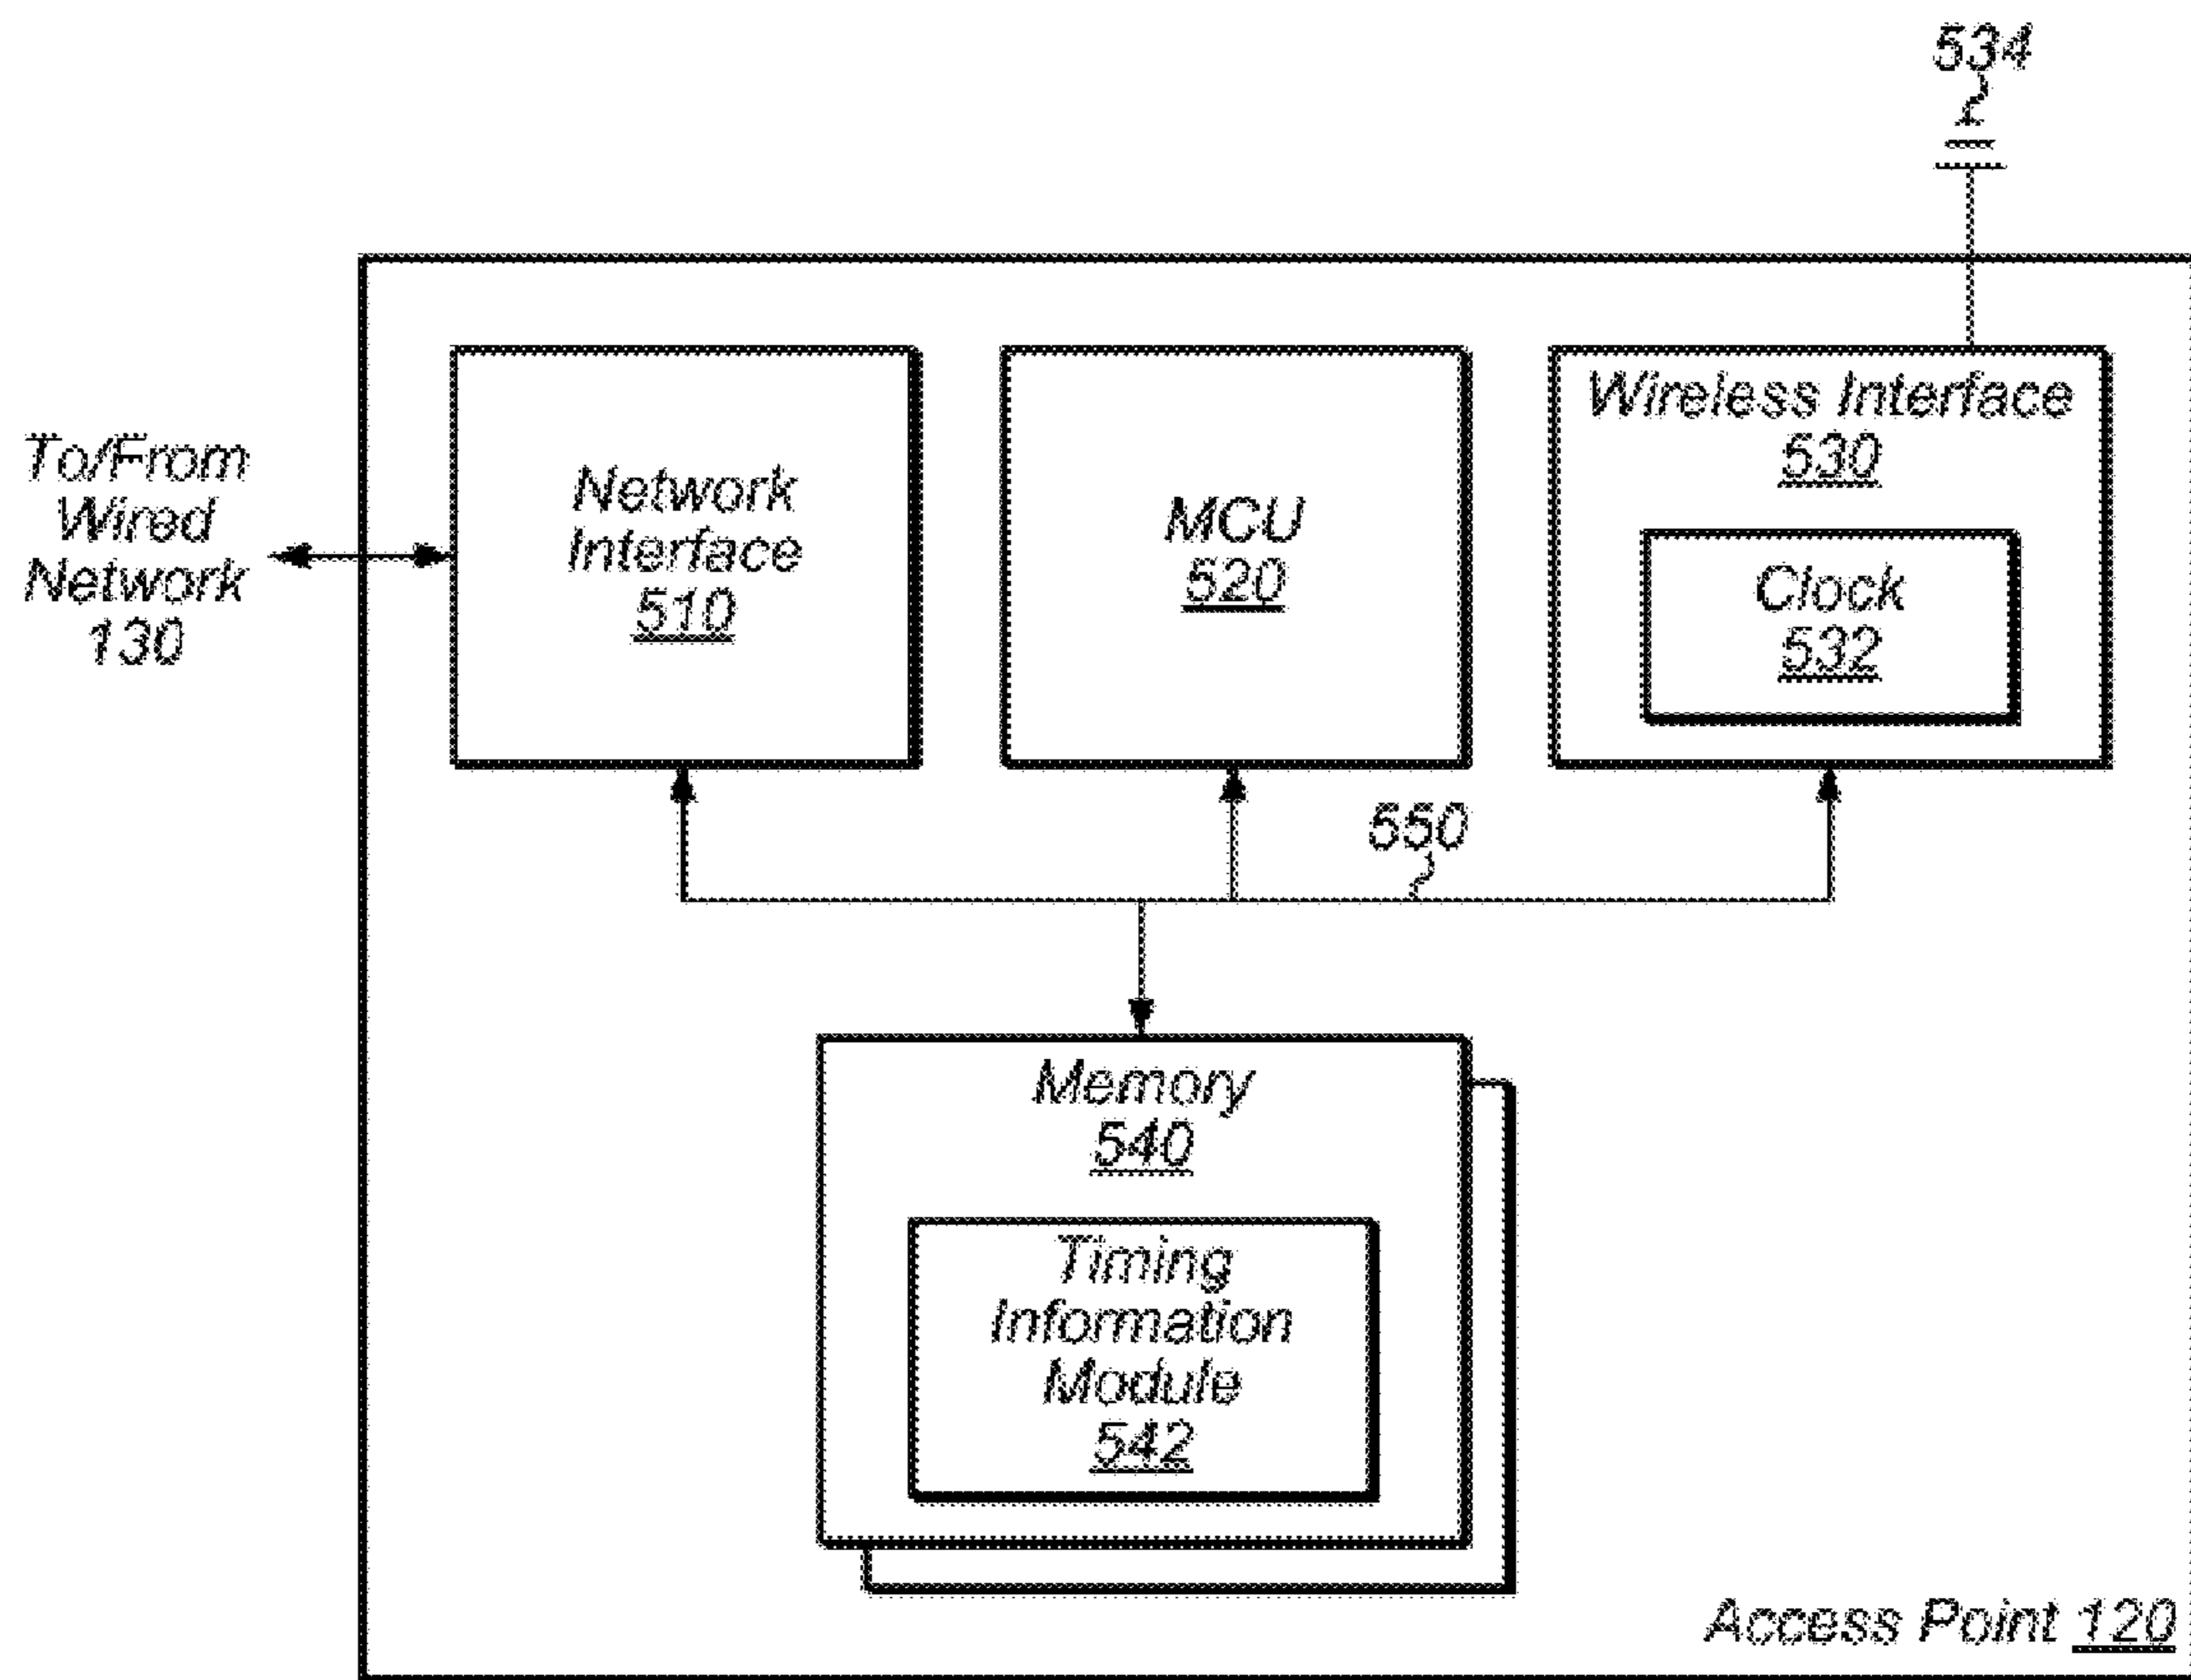 534
To/From
Wired
Network
130
Network
Interface
510
MCU
520
Wireless Interface
530
Clock
532
550
Memory
540
Timing
Information
Module
542
Access Point 120